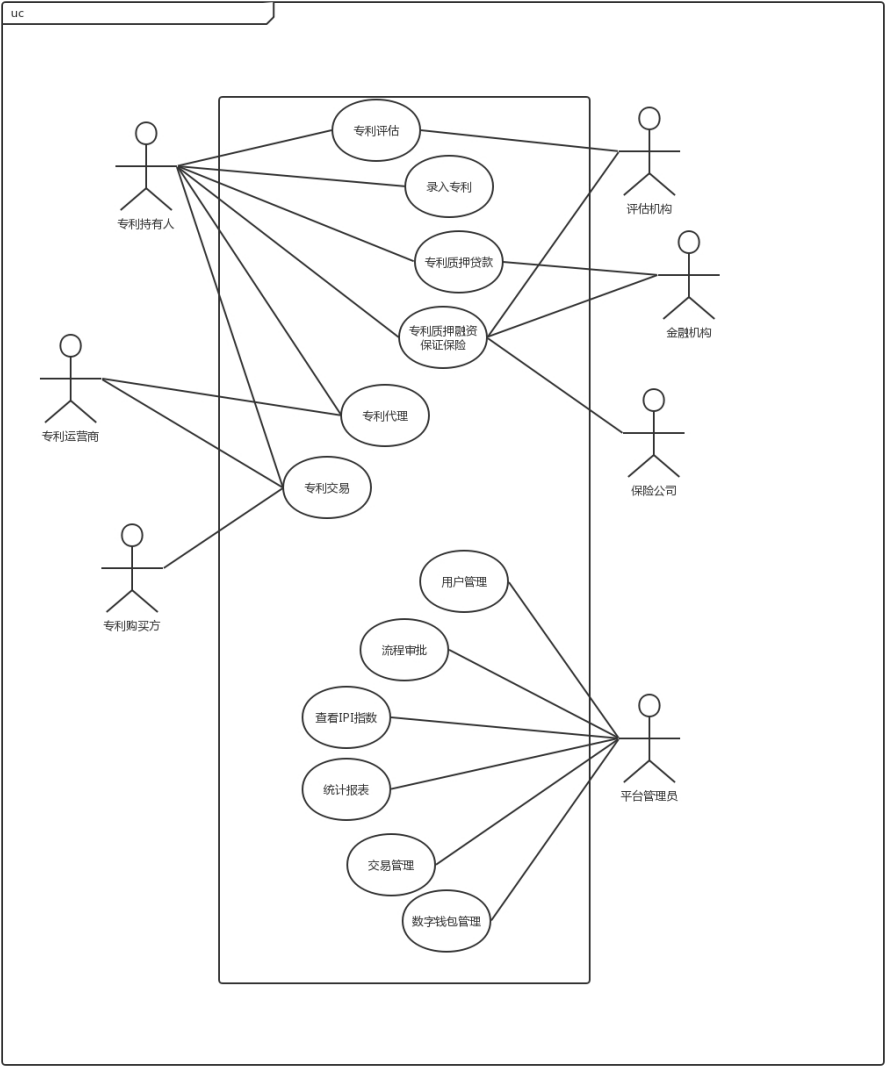 uc
专利评估
专利持有人
录入专利
评估机构
专利质押贷款
金融机构
专利质押融资
保证保险
专利运营商
专利代理
保险公司
专利交易
专利购买方
用户管理
流程审批
查看IPI指数
平台管理员
统计报表
交易管理
数字钱包管理